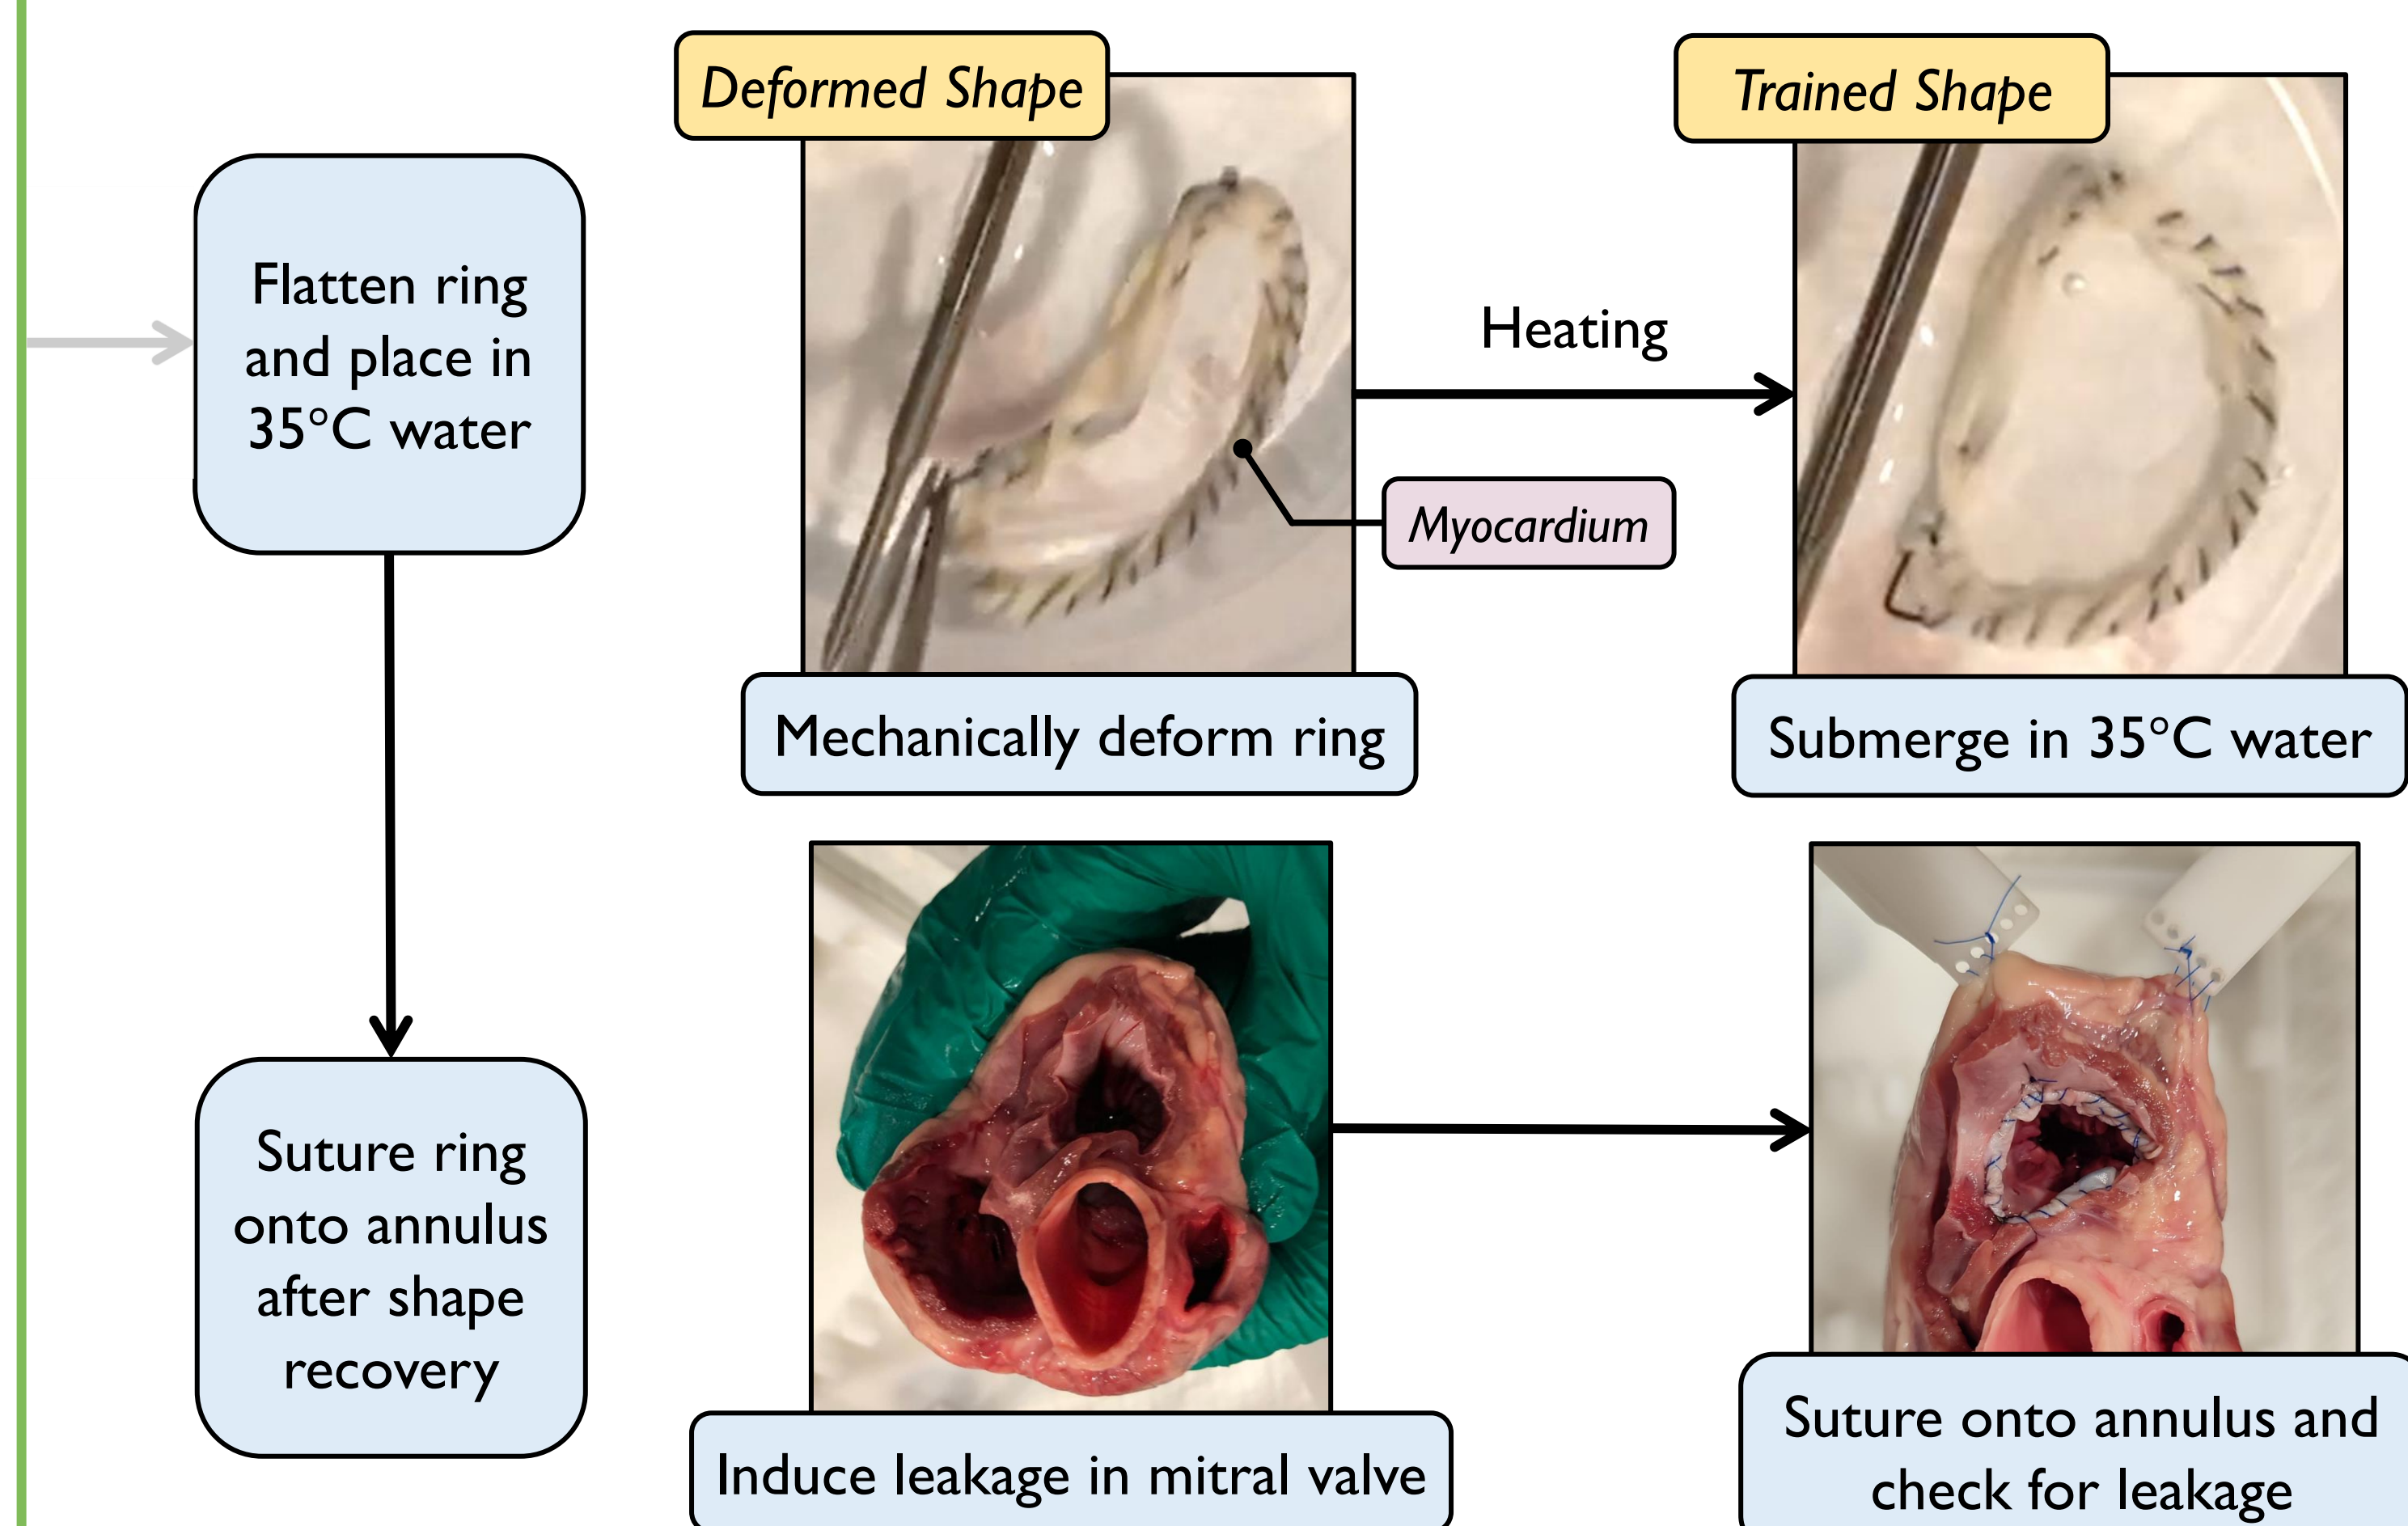 Deformed Shape
Trained Shape
Flatten ring
and place in
35°C water
Heating
Myocardium
Mechanically deform ring
Submerge in 35°C water
Suture ring
onto annulus
after shape
recovery
Induce leakage in mitral valve
Suture onto annulus and
check for leakage